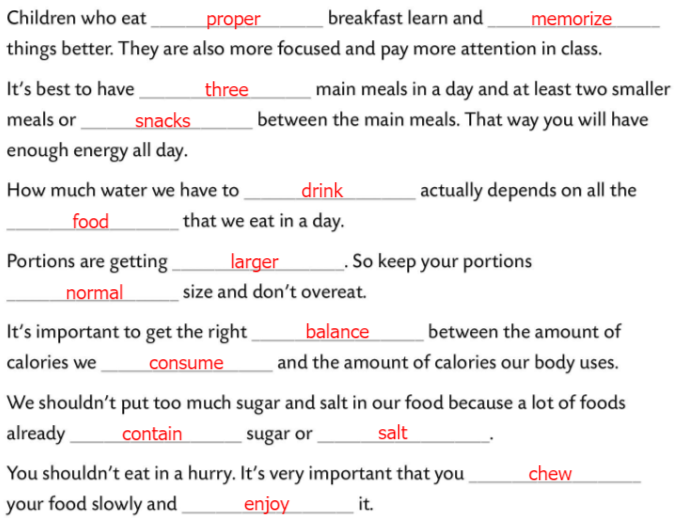 Children who eat proper breakfast learn and memorize
things better. They are also more focused and pay more attention in class.
It's best to have three main meals in a day and at least two smaller
meals or snacks between the main meals. That way you will have
enough energy all day.
How much water we have to drink actually depends on all the
food that we eat in a day.
Portions are getting larger. So keep your portions
normal size and don't overeat.
It's important to get the right balance between the amount of
calories we consume and the amount of calories our body uses.
We shouldn't put too much sugar and salt in our food because a lot of foods
already contain sugar or salt.
You shouldn't eat in a hurry. It's very important that you chew
your food slowly and enjoy it.